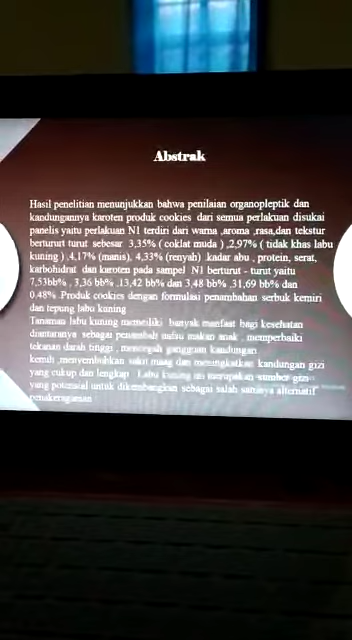 Abstrak
Hasil penelitian menunjukkan bahwa penilaian organopleptik dan
kandungannya karoten produk cookies dari semua perlakuan disukai
panelis yaitu perlakuan N1 terdiri dari warna ,aroma ,rasa,dan tekstur
berturut turut sebesar 3,35% ( coklat muda ) ,2,97% ( tidak khas labu
kuning ) ,4,17% (manis), 4,33% (renyah) .kadar abu , protein, serat,
karbohidrat dan karoten pada sampel N1 berturut - turut yaitu
7,53bb% , 3,36 bb% ,13,42 bb% dan 3,48 bb% ,31,69 bb% dan
0,48% .Produk cookies dengan formulasi penambahan serbuk kemiri
dan tepung labu kuning
Tanaman labu kuning memeiliki banyak manfaat bagi kesehatan
diantaranya sebagai penambah nafsu makan anak , memperbaiki
tekanan darah tinggi , mencegah gangguan kandungan
kemih ,menyembuhkan sakit maag dan meningkatkan kandungan gizi
yang cukup dan lengkap . Labu kuning ini merupakan sumber gizi
yang potensial untuk dikembangkan sebagai salah satunya alternatif
penakeragaman